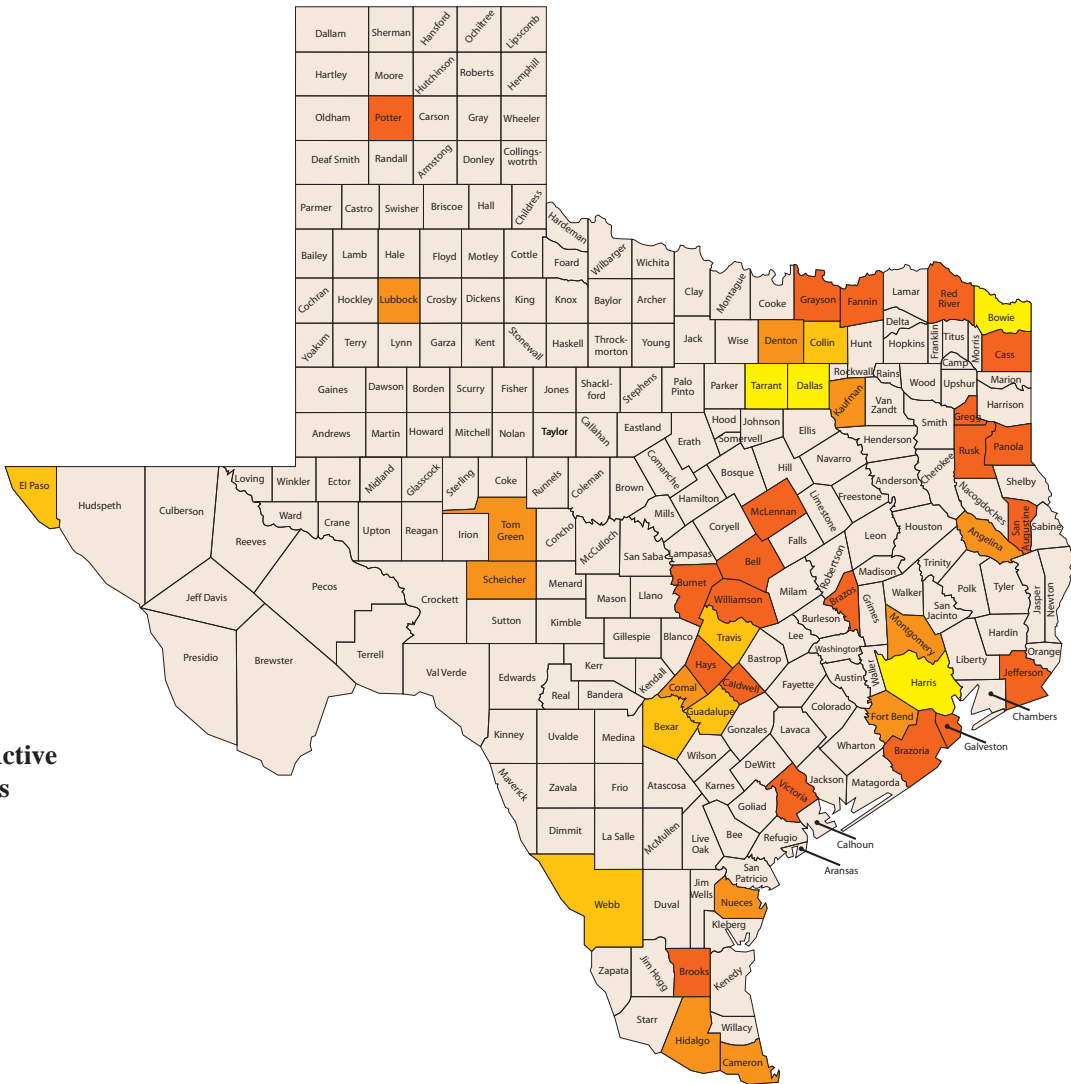 Dallam
Sherman
Hansford
Ochiltree
Lipscomb
Hartley
Moore
Hutchinson
Roberts
Hemphill
Oldham
Potter
Carson
Gray
Wheeler
Deaf Smith
Randall
Armstong
Donley
Collings-
wotrth
Parmer
Castro
Swisher
Briscoe
Hall
Childress
Hardeman
Bailey
Lamb
Hale
Floyd
Motley
Cottle
Foard
Wilbarger
Wichita
Cochran
Hockley
Lubbock
Crosby
Dickens
King
Knox
Baylor
Archer
Clay
Montague
Cooke
Grayson
Fannin
Lamar
Red
River
Bowie
Yoakum
Terry
Lynn
Garza
Kent
Stonewall
Haskell
Throck-
morton
Young
Jack
Wise
Denton
Collin
Hunt
Delta
Hopkins
Franklin
Titus
Camp
Morris
Cass
Gaines
Dawson
Borden
Scurry
Fisher
Jones
Shackl-
ford
Stephens
Palo
Pinto
Parker
Tarrant
Dallas
Rockwall
Kaufman
Rains
Van
Zandt
Wood
Upshur
Marion
Harrison
Gregg
Smith
Andrews
Martin
Howard
Mitchell
Nolan
Taylor
Callahan
Eastland
Erath
Hood
Somervell
Johnson
Ellis
Henderson
Navarro
Rusk
Panola
Cherokee
Shelby
El Paso
Hudspeth
Culberson
Loving
Winkler
Ector
Midland
Glasscock
Sterling
Coke
Runnels
Coleman
Brown
Comanche
Hamilton
Bosque
Hill
Freestone
Anderson
Nacogdoches
San
Augustine
Sabine
Ward
Crane
Upton
Reagan
Irion
Tom
Green
Concho
McCulloch
San Saba
Mills
Lampasas
Coryell
McLennan
Limestone
Falls
Leon
Houston
Angelina
Reeves
Jeff Davis
Pecos
Crockett
Scheicher
Menard
Mason
Llano
Burnet
Bell
Williamson
Milam
Robertson
Brazos
Madison
Grimes
Walker
Trinity
San
Jacinto
Polk
Tyler
Jasper
Newton
Hardin
Orange
Presidio
Brewster
Terrell
Val Verde
Sutton
Kimble
Gillespie
Blanco
Travis
Lee
Burleson
Washington
Montgomery
Liberty
Jefferson
Chambers
Edwards
Kerr
Real
Bandera
Kendall
Hays
Comal
Caldwell
Bastrop
Fayette
Austin
Waller
Harris
Galveston
Kinney
Uvalde
Medina
Bexar
Guadalupe
Gonzales
Lavaca
Colorado
Wharton
Fort Bend
Brazoria
Matagorda
Maverick
Zavala
Frio
Atascosa
Wilson
Karnes
DeWitt
Victoria
Jackson
Calhoun
Dimmit
La Salle
McMullen
Live
Oak
Bee
Goliad
Refugio
Aransas
San
Patricio
Webb
Duval
Jim
Wells
Nueces
Kleberg
Zapata
Jim Hogg
Brooks
Kenedy
Starr
Hidalgo
Willacy
Cameron
ctive
s